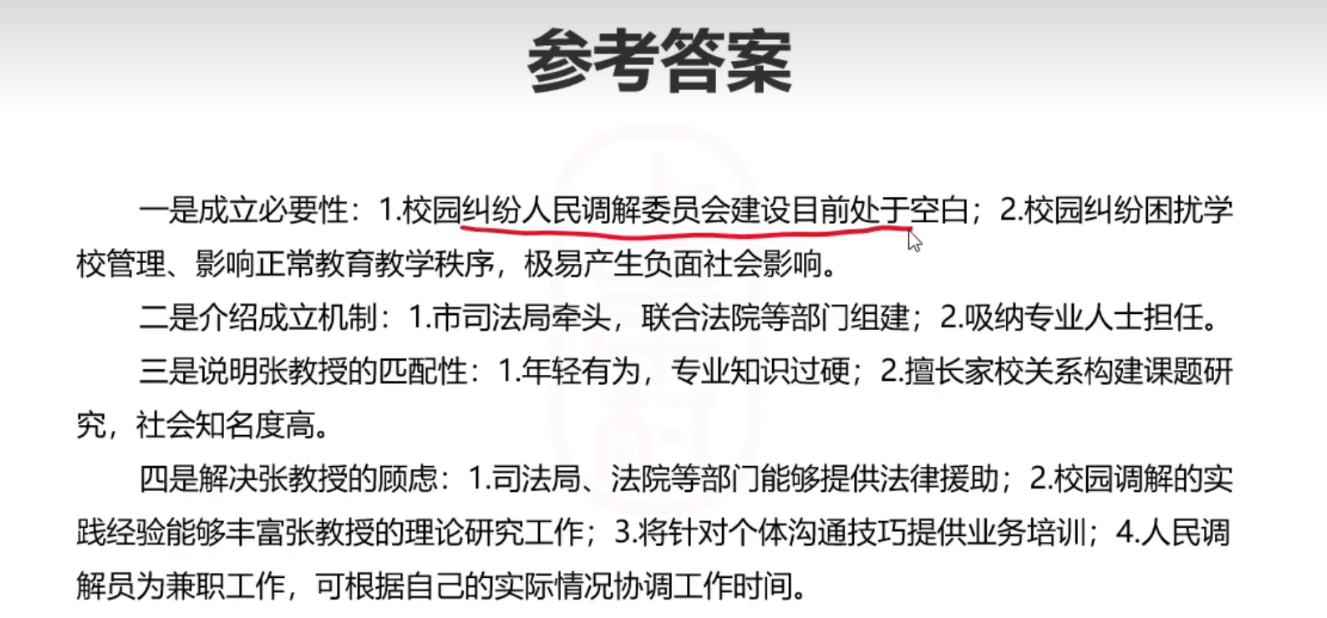 参考答案
一是成立必要性：1.校园纠纷人民调解委员会建设目前处于空白；2.校园纠纷困扰学
校管理、影响正常教育教学秩序，极易产生负面社会影响。
二是介绍成立机制：1.市司法局牵头，联合法院等部门组建；2.吸纳专业人士担任。
三是说明张教授的匹配性：1.年轻有为，专业知识过硬；2.擅长家校关系构建课题研
究，社会知名度高。
四是解决张教授的顾虑：1.司法局、法院等部门能够提供法律援助；2.校园调解的实
践经验能够丰富张教授的理论研究工作；3.将针对个体沟通技巧提供业务培训；4.人民调
解员为兼职工作，可根据自己的实际情况协调工作时间。